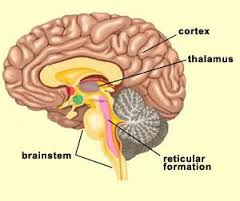 cortex
thalamus
brainstem
reticular
formation